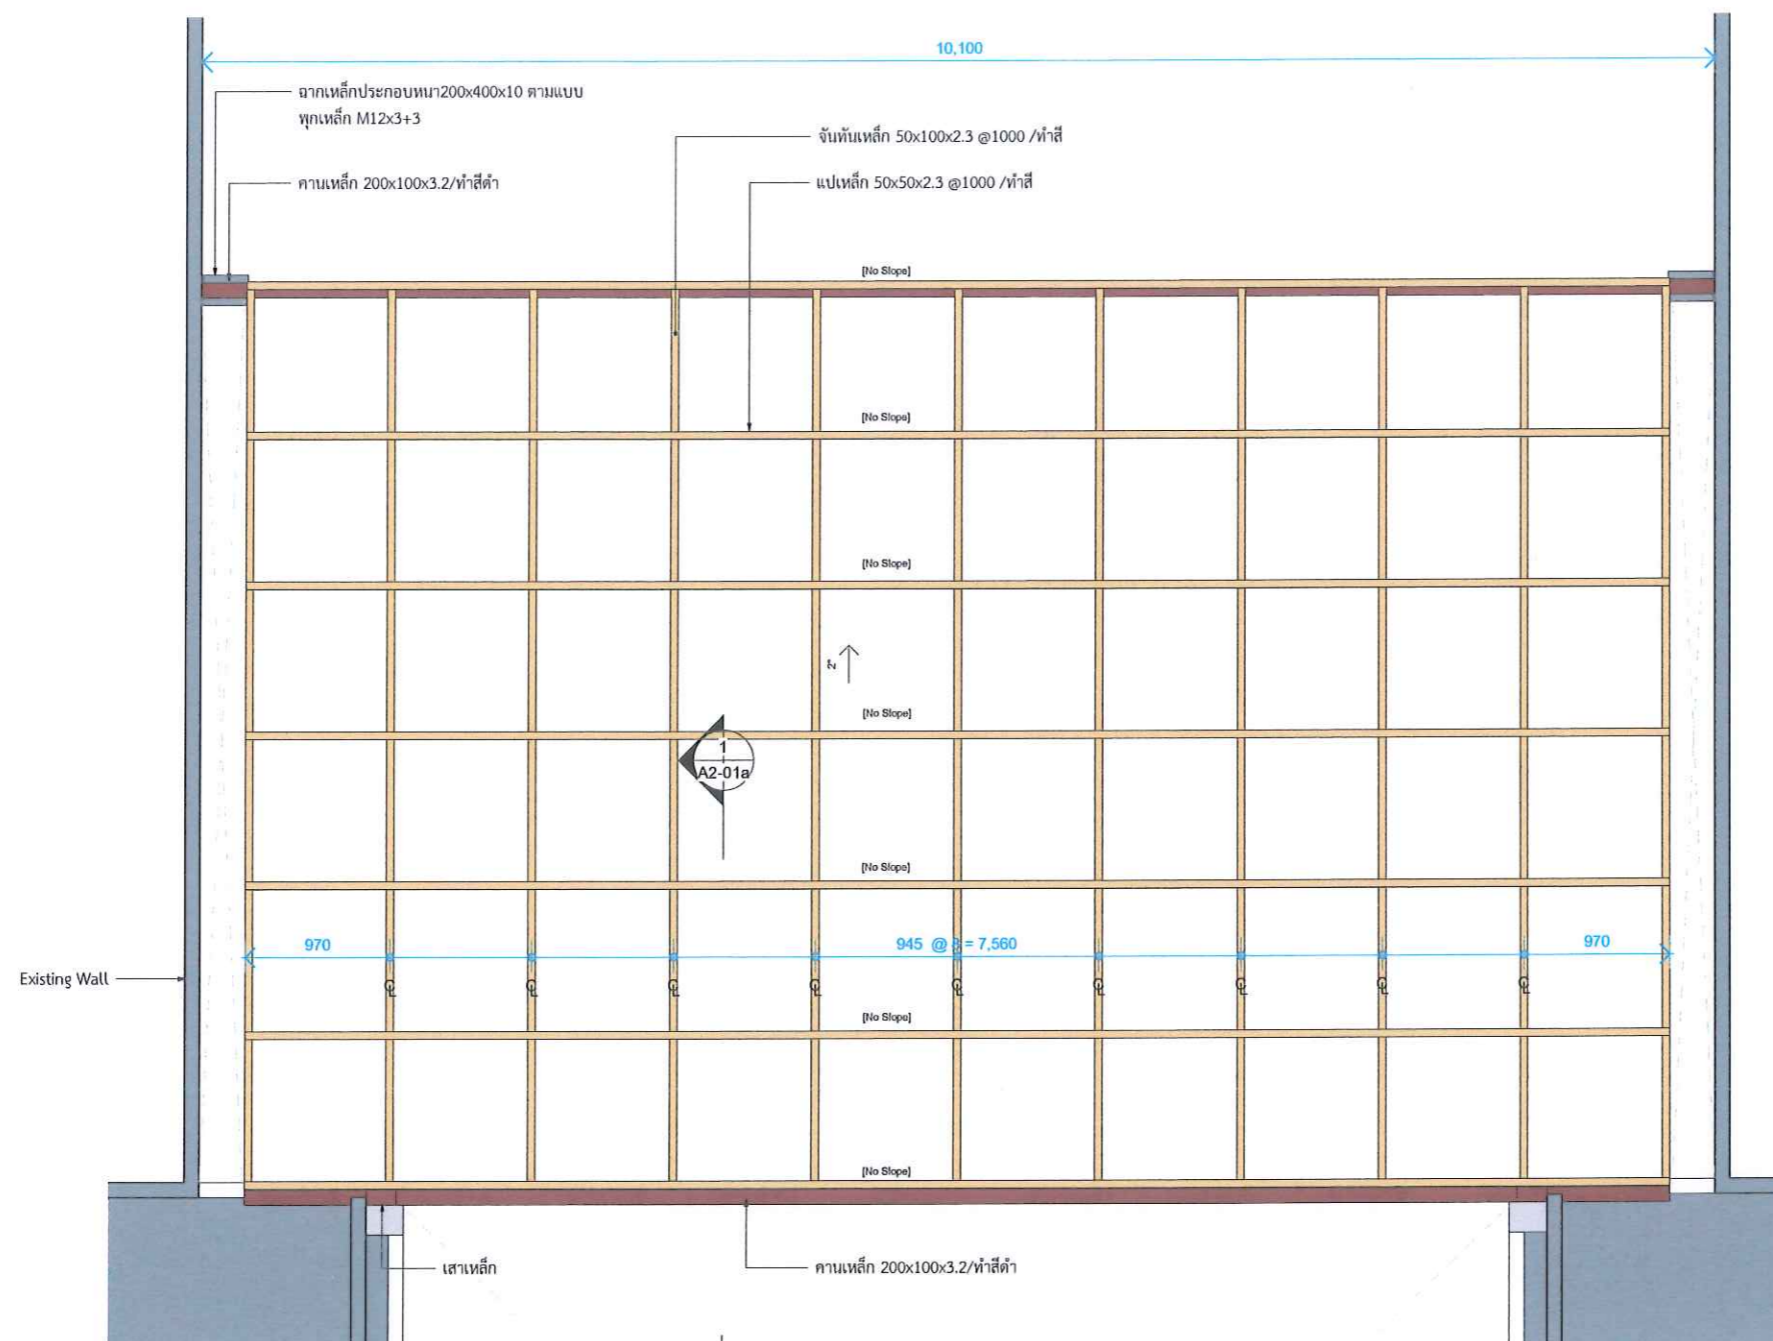 10,100
ฉากเหล็กประกอบหนา200x400x10 ตามแบบ
พุกเหล็ก M12x3+3
จันทันเหล็ก 50x100x2.3 @1000 /ทำสี
คานเหล็ก 200x100x3.2/ทำสีดำ
แปเหล็ก 50x50x2.3 @1000 /ทำสี
[No Slope]
[No Slope]
[No Slope]
2°
[No Slope]
1
A2-01a
[No Slope]
970
945 @ 8 = 7,560
970
Existing Wall
[No Slope]
[No Slope]
เสาเหล็ก
คานเหล็ก 200x100x3.2/ทำสีดำ